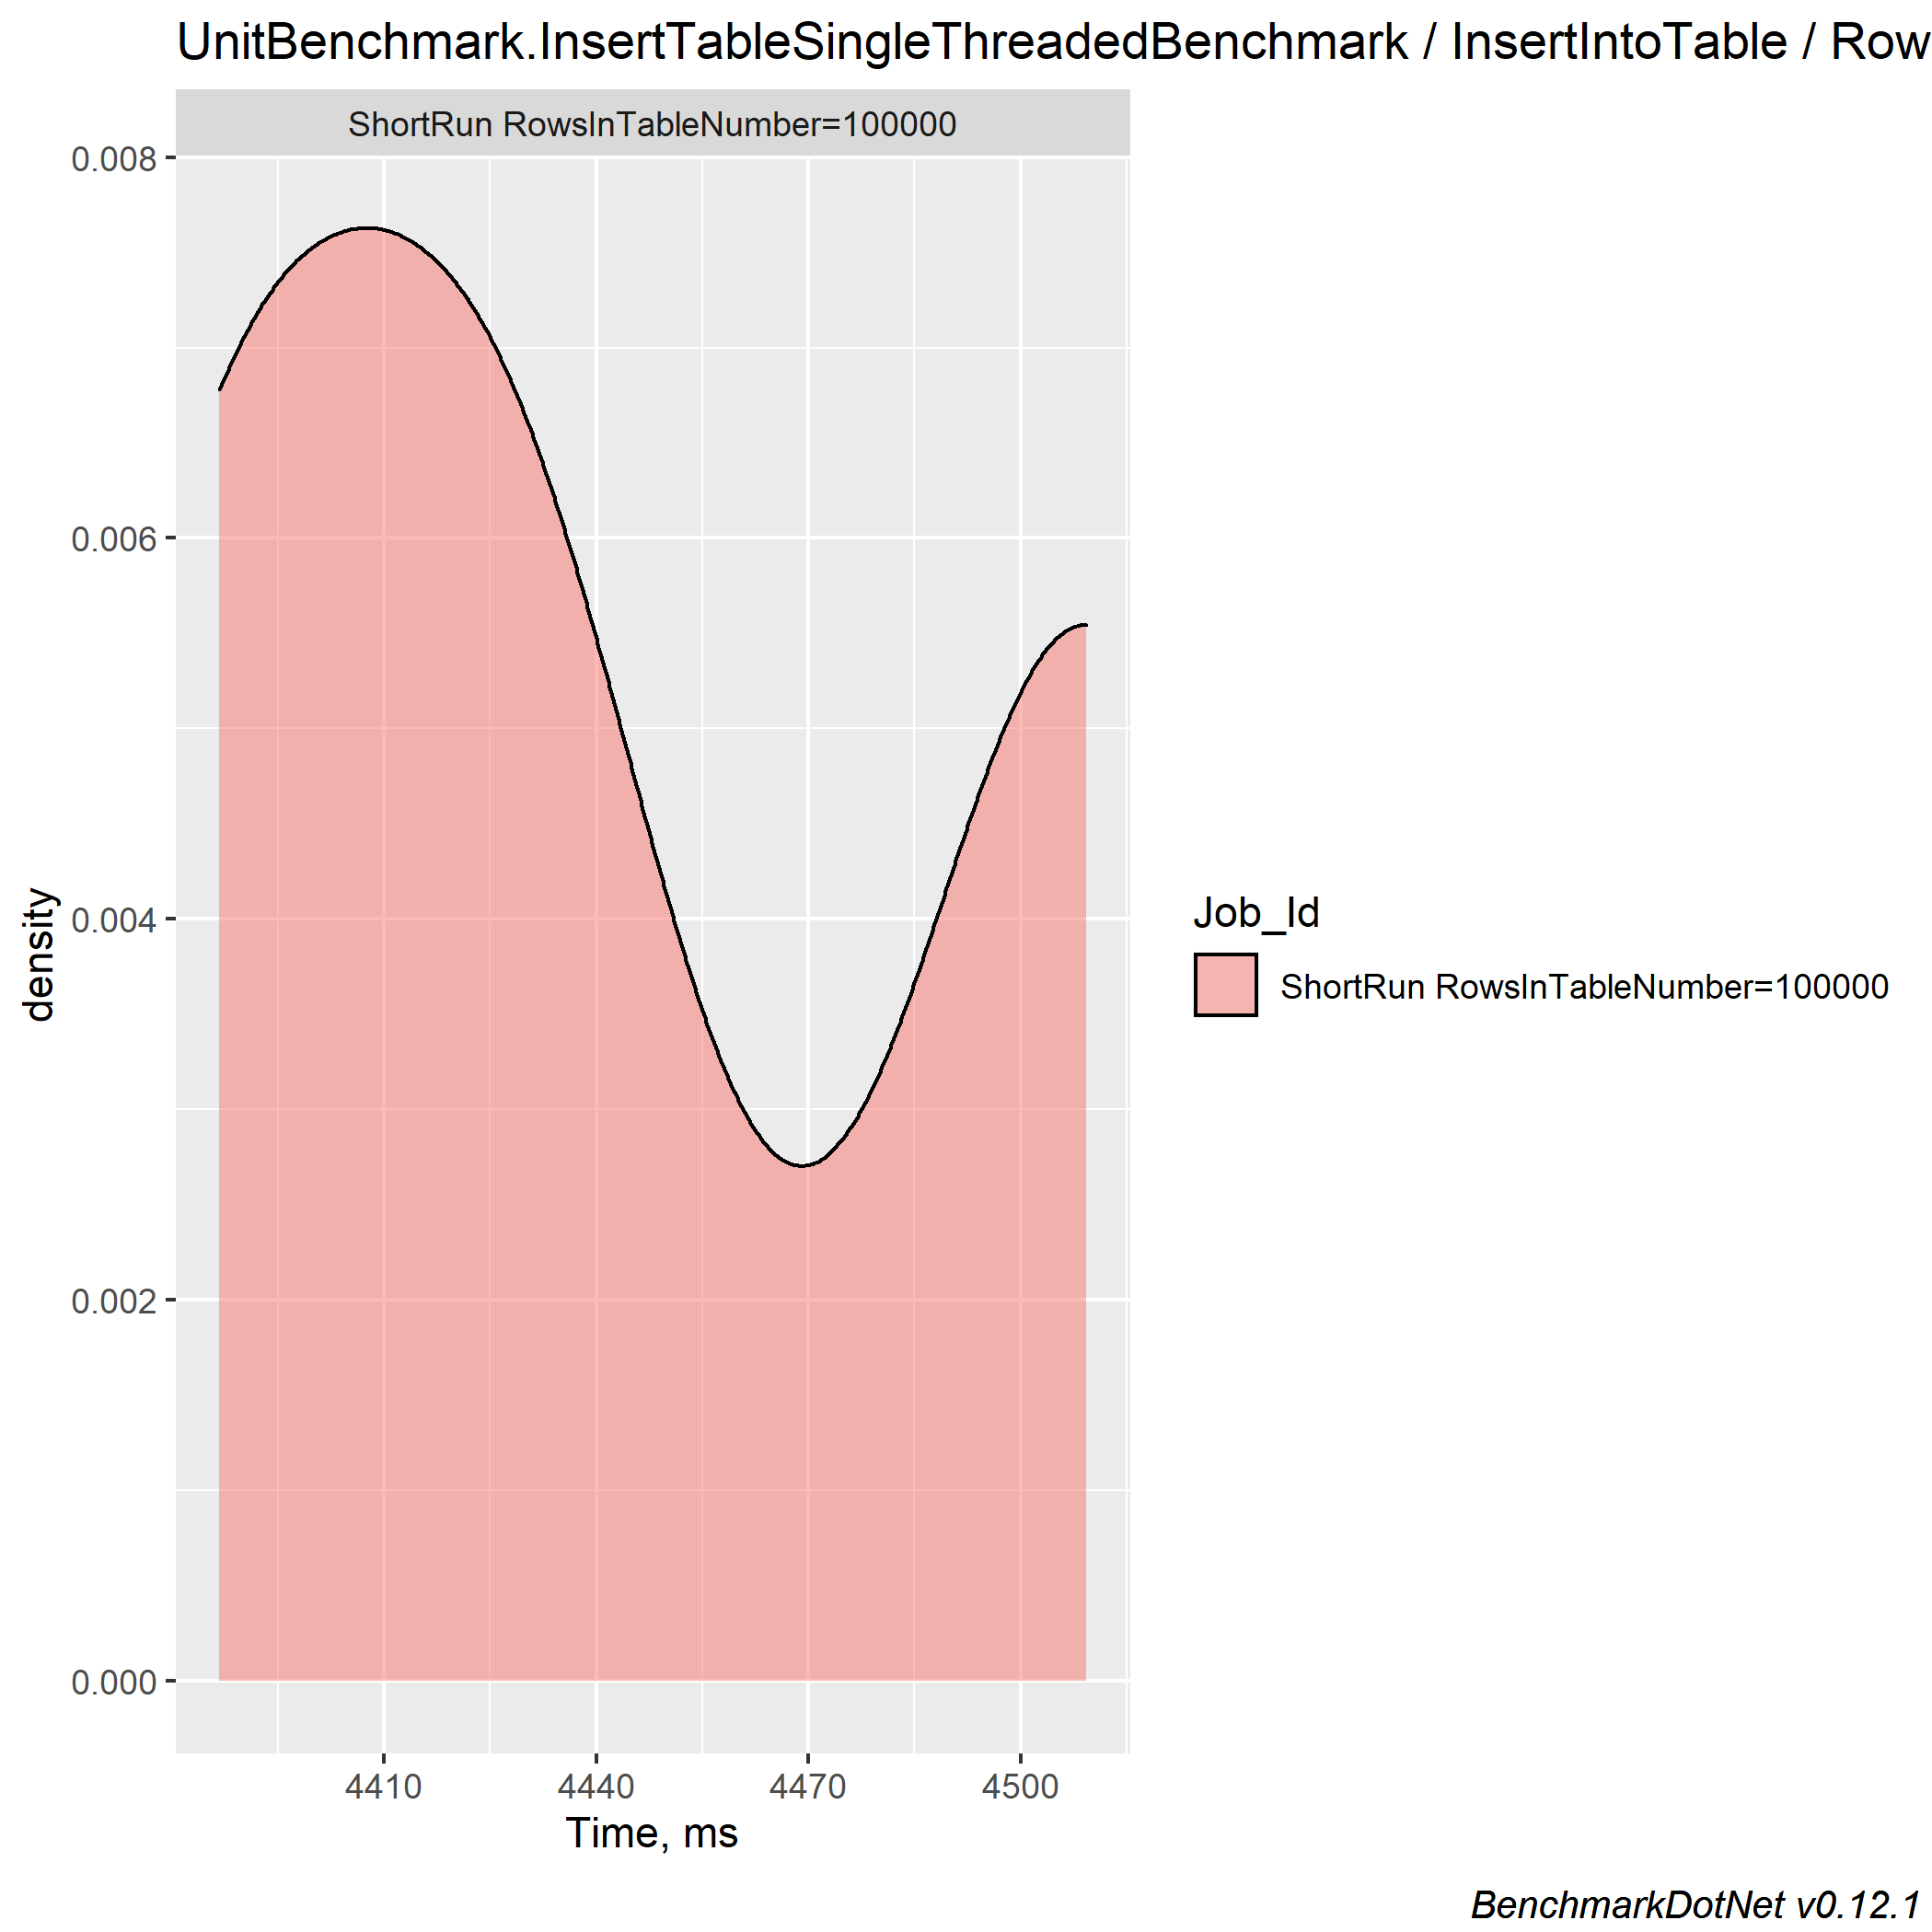 UnitBenchmark.InsertTableSingleThreadedBenchmark / InsertIntoTable / Row
ShortRun RowsInTableNumber=100000
0.008
0.006
0.004
0.002
0.000
density
4410 4440 4470 4500
Time, ms
Job_Id
ShortRun RowsInTableNumber=100000
BenchmarkDotNet v0.12.1